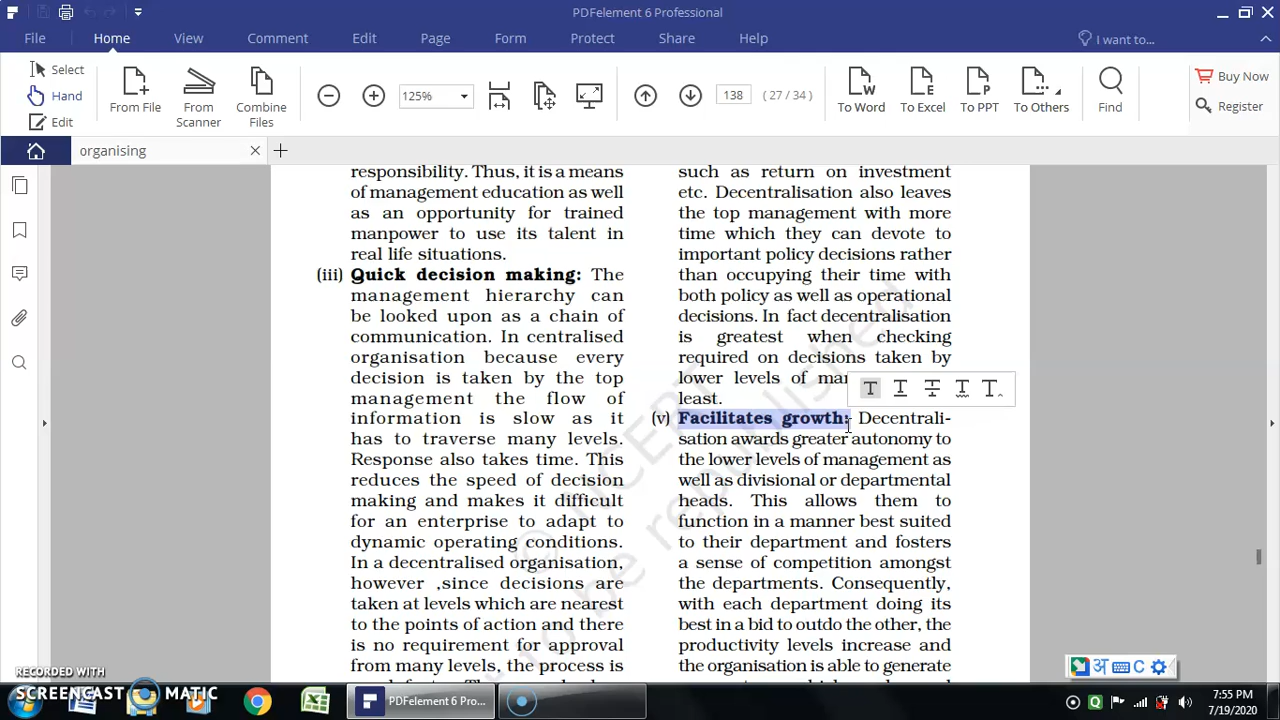 PDFelement 6 Professional
File Home View Comment Edit Page Form Protect Share Help I want to...
Select
Hand
Edit
From File
From Scanner
Combine Files
125%
138 ( 27 / 34 )
To Word To Excel To PPT To Others
Find
Buy Now
Register
organising
responsibility. Thus, it is a means
of management education as well
as an opportunity for trained
manpower to use its talent in
real life situations.
(iii) Quick decision making: The
management hierarchy can
be looked upon as a chain of
communication. In centralised
organisation because every
decision is taken by the top
management the flow of
information is slow as it
has to traverse many levels.
Response also takes time. This
reduces the speed of decision
making and makes it difficult
for an enterprise to adapt to
dynamic operating conditions.
In a decentralised organisation,
however ,since decisions are
taken at levels which are nearest
to the points of action and there
is no requirement for approval
from many levels, the process is
such as return on investment
etc. Decentralisation also leaves
the top management with more
time which they can devote to
important policy decisions rather
than occupying their time with
both policy as well as operational
decisions. In fact decentralisation
is greatest when checking
required on decisions taken by
lower levels of
least.
(v) Facilitates growth: Decentrali-
sation awards greater autonomy to
the lower levels of management as
well as divisional or departmental
heads. This allows them to
function in a manner best suited
to their department and fosters
a sense of competition amongst
the departments. Consequently,
with each department doing its
best in a bid to outdo the other, the
productivity levels increase and
the organisation is able to generate
© NCERT
to be republished
RECORDED WITH
SCREENCAST MATIC
PDFelement 6 Pro...
अ
7:55 PM
7/19/2020